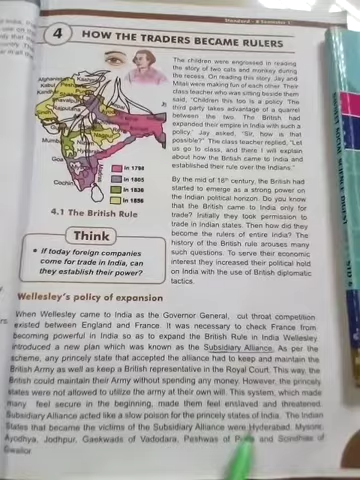 Standard - 8 Semester 1
4 HOW THE TRADERS BECAME RULERS
The children were engrossed in reading
the story of two cats and monkey during
the recess. On reading this story, Jay and
Mitali were making fun of each other. Their
class teacher who was sitting beside them
said, "Children this too is a policy. The
third party takes advantage of a quarrel
between the two. The British had
expanded their empire in India with such a
policy." Jay asked, "Sir, how is that
possible?" The class teacher replied, "Let
us go to class, and there I will explain
about how the British came to India and
established their rule over the Indians."
Afghanistan
Kabul
Kashmir
Peshawar
Rajputana
Mumbai
Goa
Cochin
In 1798
In 1805
In 1838
In 1856
4.1 The British Rule
By the mid of 18th century, the British had
started to emerge as a strong power on
the Indian political horizon. Do you know
that the British came to India only for
trade? Initially they took permission to
trade in Indian states. Then how did they
become the rulers of entire India? The
history of the British rule arouses many
such questions. To serve their economic
interest they increased their political hold
on India with the use of British diplomatic
tactics.
Think
• If today foreign companies
come for trade in India, can
they establish their power?
Wellesley's policy of expansion
When Wellesley came to India as the Governor General, cut throat competition
existed between England and France. It was necessary to check France from
becoming powerful in India so as to expand the British Rule in India Wellesley
introduced a new plan which was known as the Subsidiary Alliance. As per the
scheme, any princely state that accepted the alliance had to keep and maintain the
British Army as well as keep a British representative in the Royal Court. This way, the
British could maintain their Army without spending any money. However, the princely
states were not allowed to utilize the army at their own will. This system, which made
many feel secure in the beginning, made them feel enslaved and threatened.
Subsidiary Alliance acted like a slow poison for the princely states of India. The Indian
States that became the victims of the Subsidiary Alliance were Hyderabad, Mysore,
Ayodhya, Jodhpur, Gaekwads of Vadodara, Peshwas of and Scindhias of
Gwalior